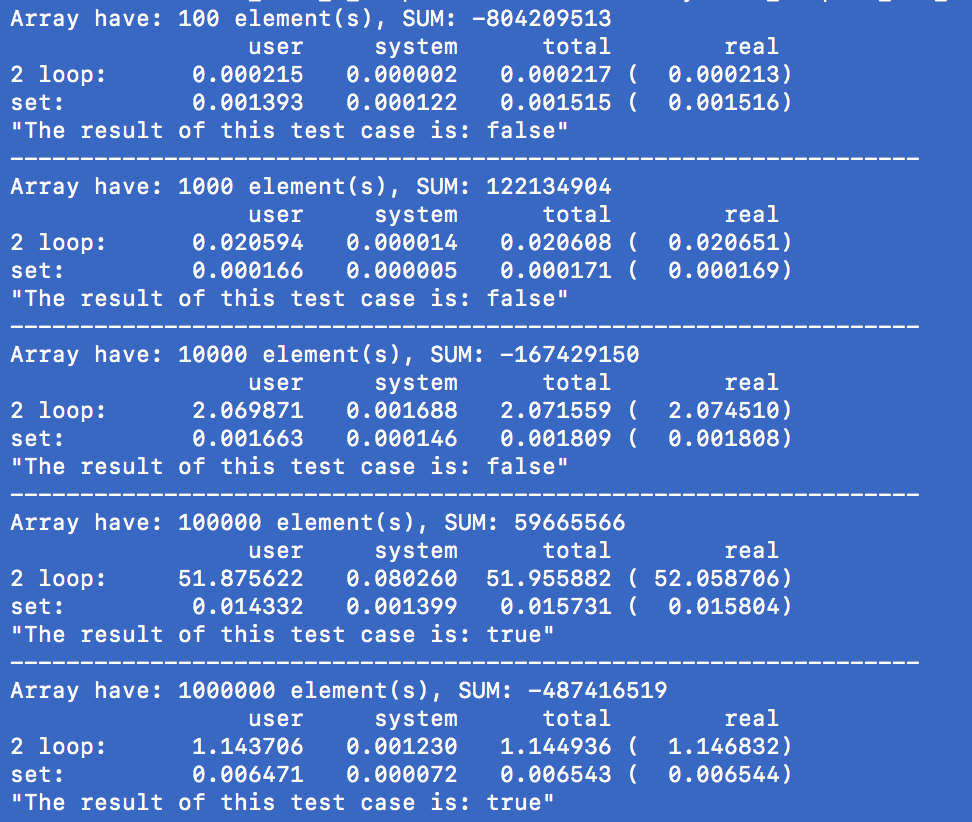 Array have: 100 element(s), SUM: -804209513
user system total real
2 loop: 0.000215 0.000002 0.000217 ( 0.000213)
set: 0.001393 0.000122 0.001515 ( 0.001516)
"The result of this test case is: false"
-----------------------------------------------------------------
Array have: 1000 element(s), SUM: 122134904
user system total real
2 loop: 0.020594 0.000014 0.020608 ( 0.020651)
set: 0.000166 0.000005 0.000171 ( 0.000169)
"The result of this test case is: false"
-----------------------------------------------------------------
Array have: 10000 element(s), SUM: -167429150
user system total real
2 loop: 2.069871 0.001688 2.071559 ( 2.074510)
set: 0.001663 0.000146 0.001809 ( 0.001808)
"The result of this test case is: false"
-----------------------------------------------------------------
Array have: 100000 element(s), SUM: 59665566
user system total real
2 loop: 51.875622 0.080260 51.955882 ( 52.058706)
set: 0.014332 0.001399 0.015731 ( 0.015804)
"The result of this test case is: true"
-----------------------------------------------------------------
Array have: 1000000 element(s), SUM: -487416519
user system total real
2 loop: 1.143706 0.001230 1.144936 ( 1.146832)
set: 0.006471 0.000072 0.006543 ( 0.006544)
"The result of this test case is: true"